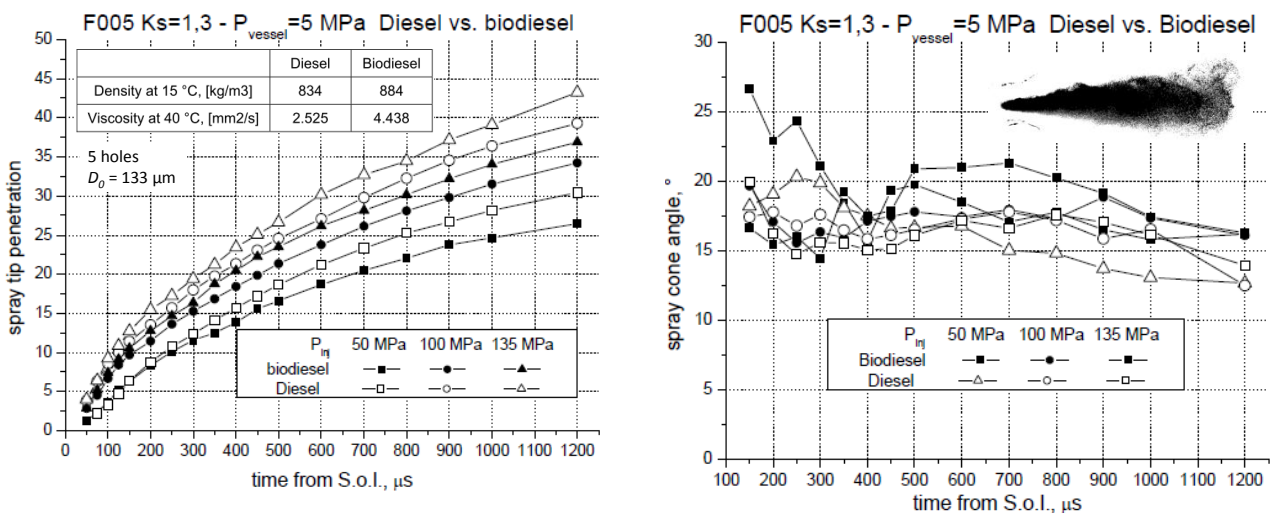 F005 Ks=1,3 - Pvessel=5 MPa Diesel vs. biodiesel
50
45
40
35
30
25
20
15
10
5
0
spray tip penetration
Diesel Biodiesel
Density at 15 °C, [kg/m3] 834 884
Viscosity at 40 °C, [mm2/s] 2.525 4.438
5 holes
D0 = 133 μm
PInj 50 MPa 100 MPa 135 MPa
biodiesel
Diesel
0 100 200 300 400 500 600 700 800 900 1000 1100 1200
time from S.o.I., μs
F005 Ks=1,3 - Pvessel=5 MPa Diesel vs. Biodiesel
30
25
20
15
10
5
0
spray cone angle, °
PInj 50 MPa 100 MPa 135 MPa
Biodiesel
Diesel
100 200 300 400 500 600 700 800 900 1000 1100 1200
time from S.o.I., μs